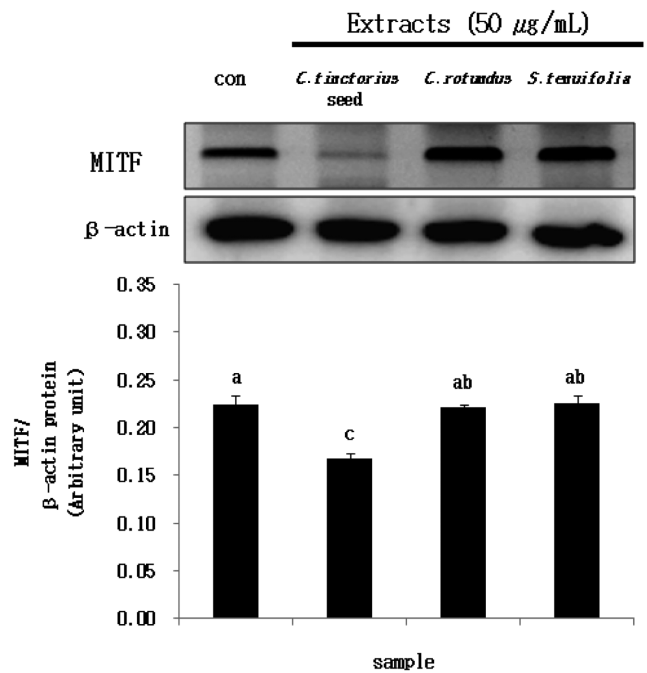 Extracts (50 μg/mL)
con C.tinctorius seed C.rotundus S.tenuifolia
MITF
β-actin
0.35
0.30
0.25
0.20
0.15
0.10
0.05
0.00
a c ab ab
MITF/
β-actin protein
(Arbitrary unit)
sample